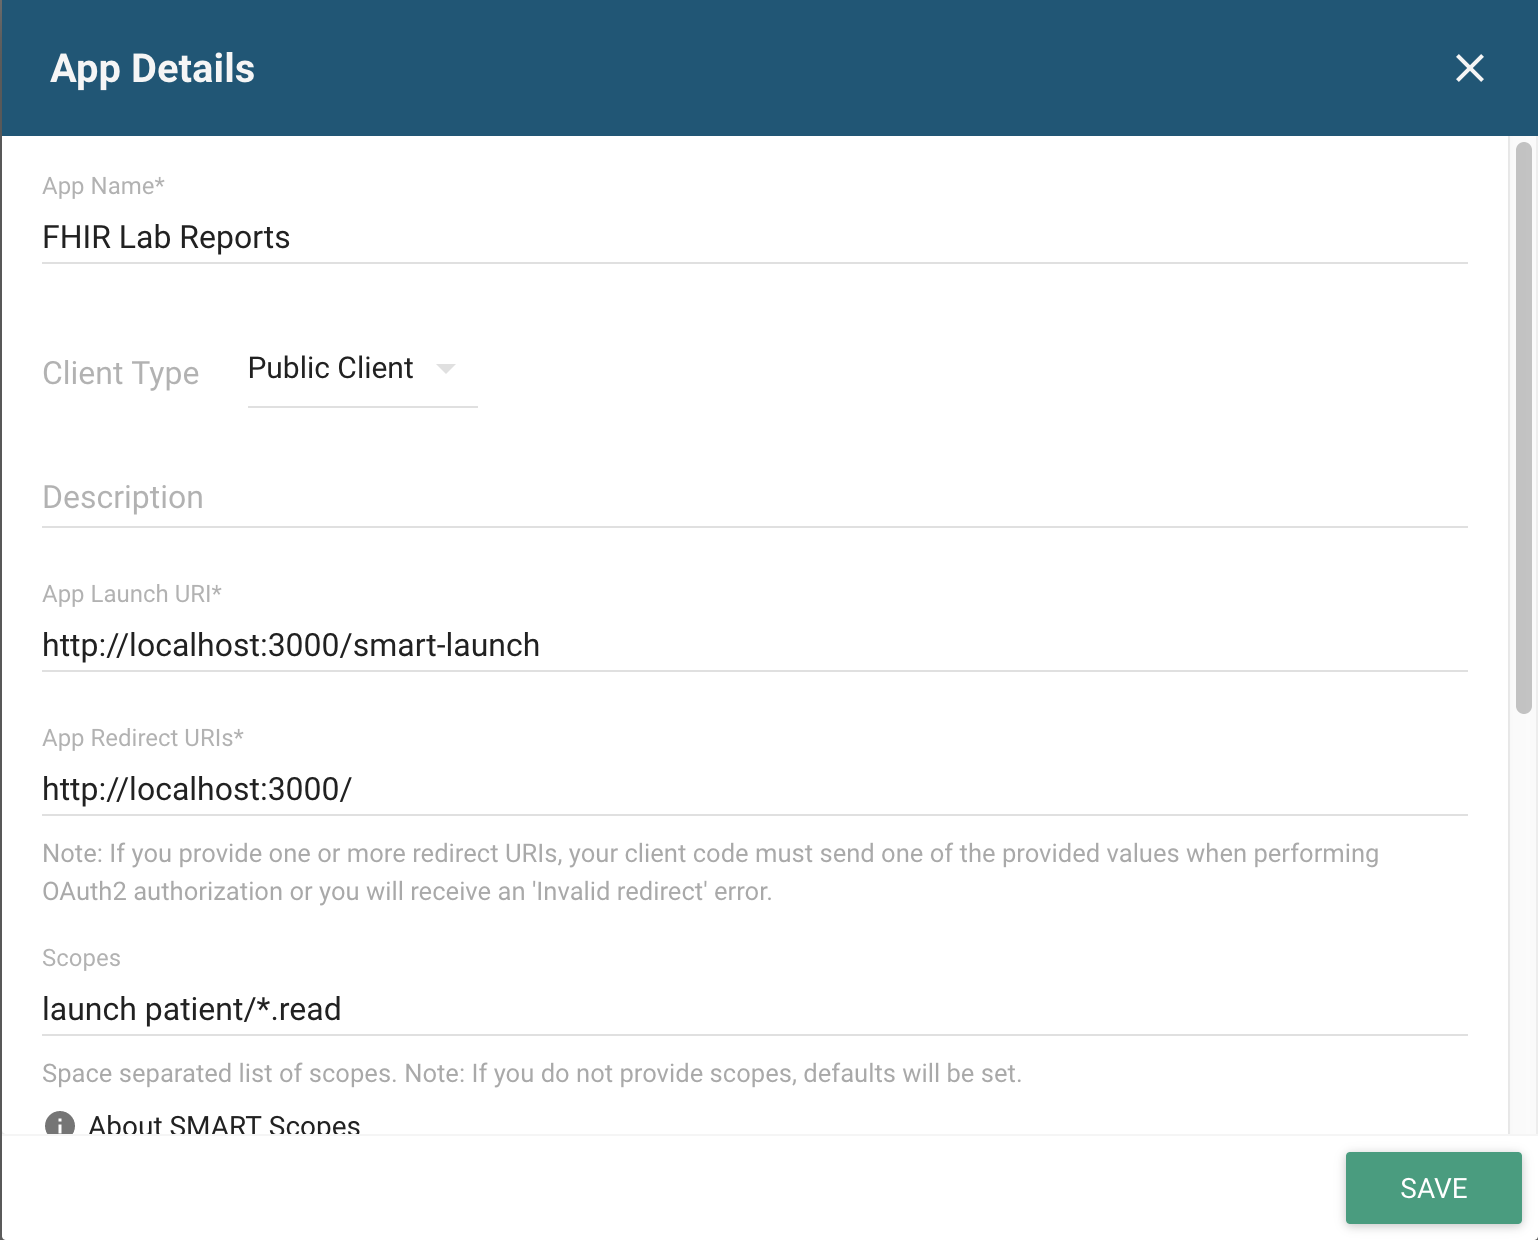 App Details
App Name*
FHIR Lab Reports
Client Type
Public Client
Description
App Launch URI*
http://localhost:3000/smart-launch
App Redirect URIs*
http://localhost:3000/
Note: If you provide one or more redirect URIs, your client code must send one of the provided values when performing
OAuth2 authorization or you will receive an 'Invalid redirect' error.
Scopes
launch patient/*.read
Space separated list of scopes. Note: If you do not provide scopes, defaults will be set.
About SMART Scopes
SAVE